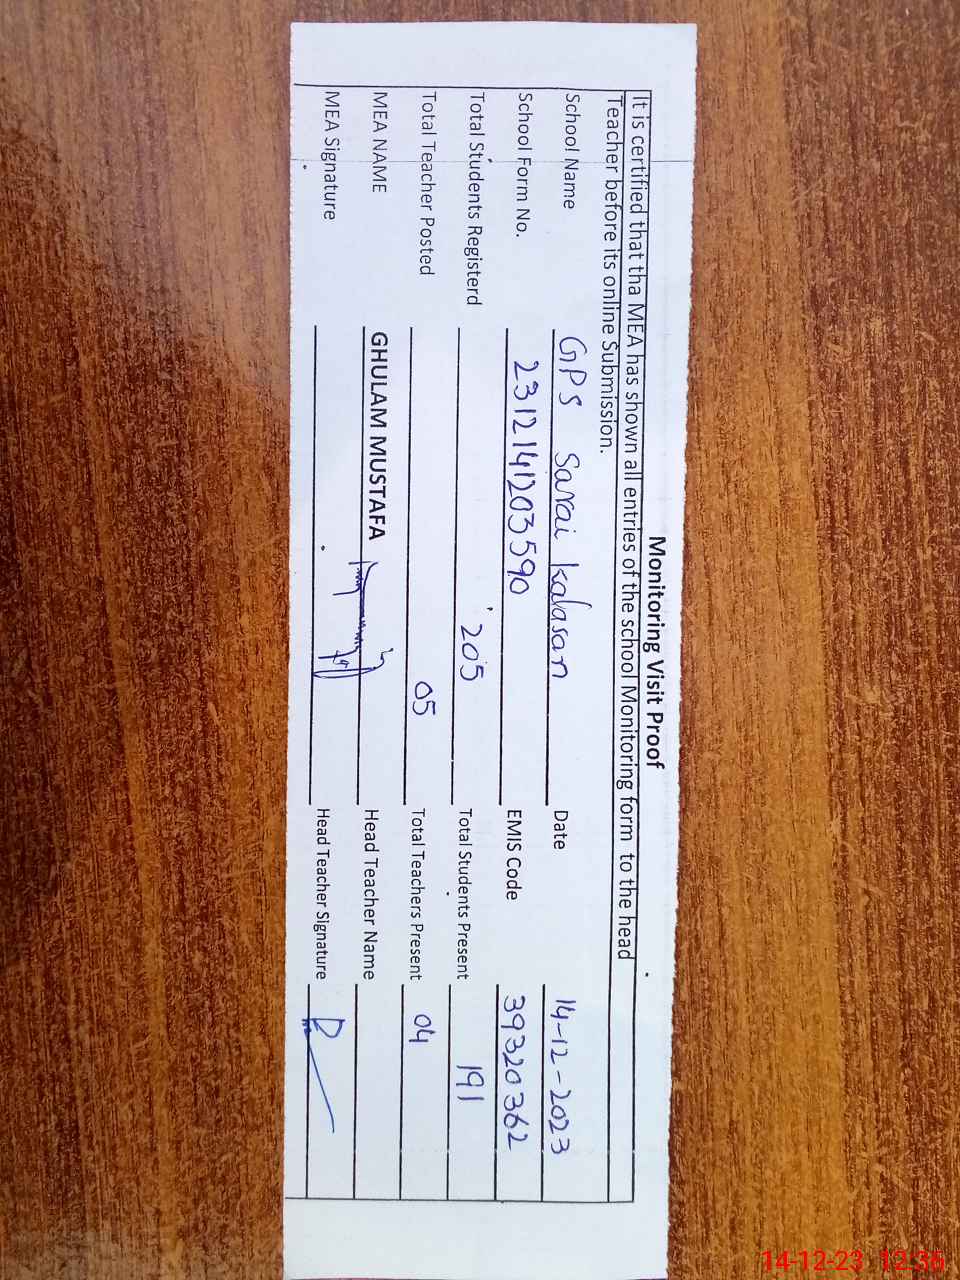 Monitoring Visit Proof
It is certified that tha MEA has shown all entries of the school Monitoring form to the head
Teacher before its online Submission.
School Name GPS Sarai kalasan Date 14-12-2023
School Form No. 231214120359​0 EMIS Code 39320362
Total Students Registerd 205 Total Students Present 191
Total Teacher Posted 05 Total Teachers Present 04
MEA NAME GHULAM MUSTAFA Head Teacher Name
MEA Signature Head Teacher Signature
14-12-23 12:36